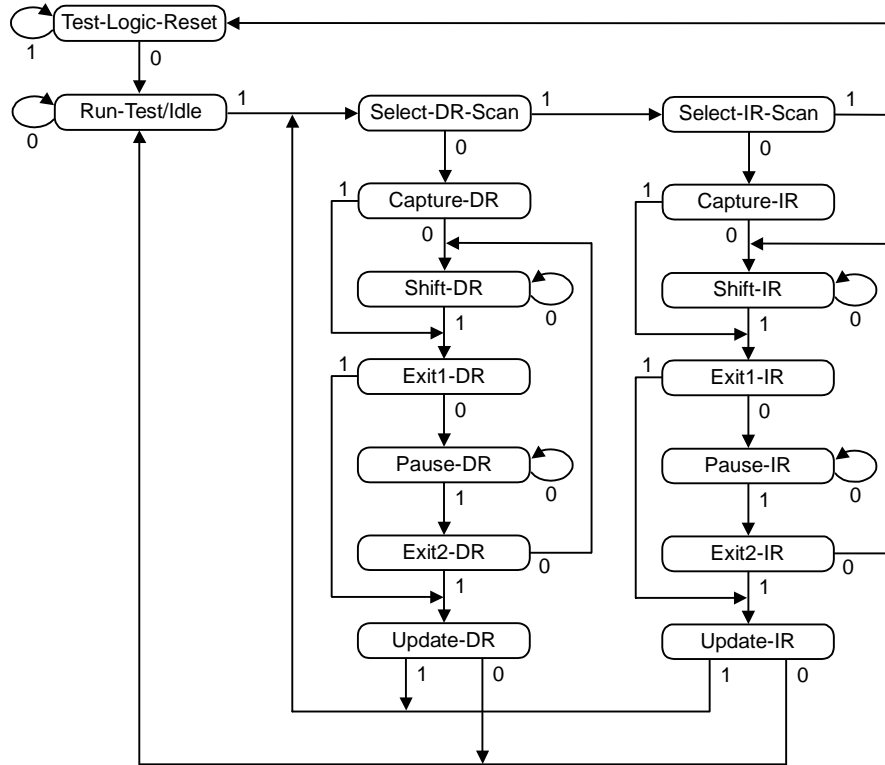 Test-Logic-Reset
1
0
Run-Test/Idle
1
Select-DR-Scan
1
Select-IR-Scan
1
0
0
0
1
Capture-DR
1
Capture-IR
0
0
Shift-DR
Shift-IR
1
0
1
0
1
Exit1-DR
1
Exit1-IR
0
0
Pause-DR
Pause-IR
0
0
1
1
Exit2-DR
Exit2-IR
0
0
1
1
Update-DR
Update-IR
1
0
1
0